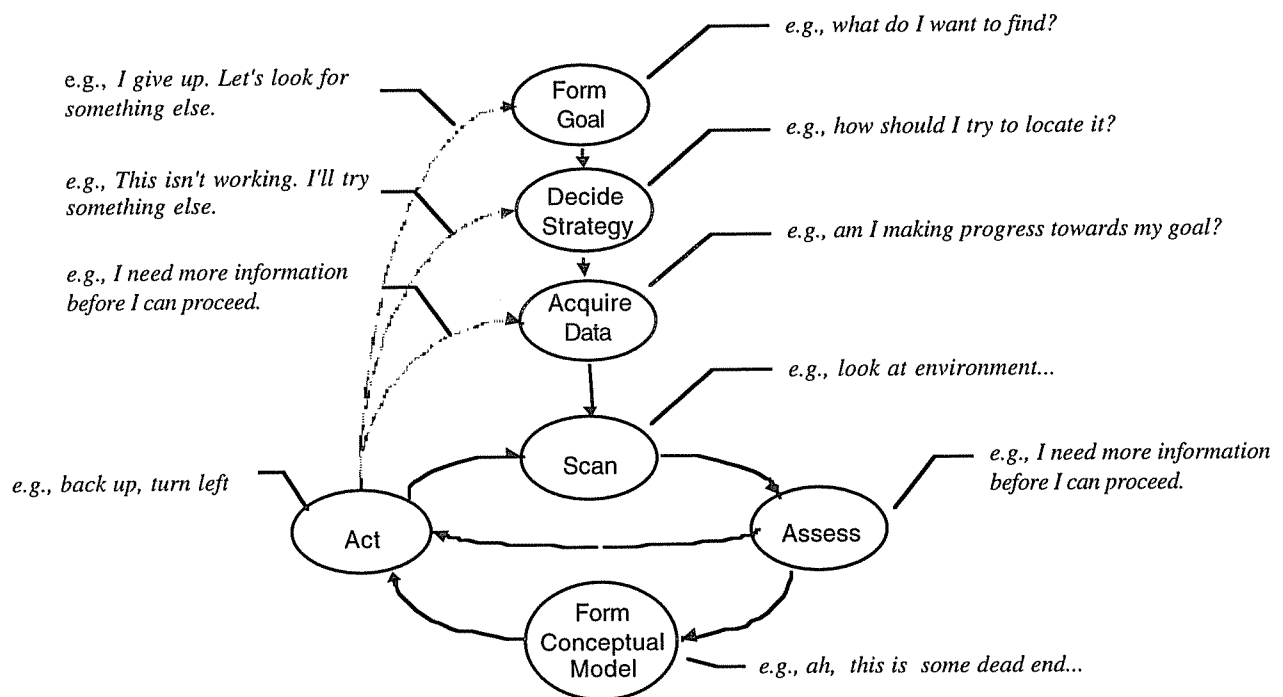 e.g., what do I want to find?
e.g., I give up. Let's look for
something else.
Form
Goal
e.g., how should I try to locate it?
e.g., This isn't working. I'll try
something else.
Decide
Strategy
e.g., am I making progress towards my goal?
e.g., I need more information
before I can proceed.
Acquire
Data
e.g., look at environment...
Scan
e.g., I need more information
before I can proceed.
e.g., back up, turn left
Act
Assess
Form
Conceptual
Model
e.g., ah, this is some dead end...